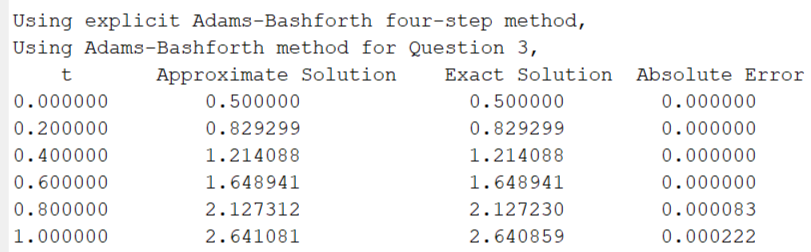 Using explicit Adams-Bashforth four-step method,
Using Adams-Bashforth method for Question 3,
t Approximate Solution Exact Solution Absolute Error
0.000000 0.500000 0.500000 0.000000
0.200000 0.829299 0.829299 0.000000
0.400000 1.214088 1.214088 0.000000
0.600000 1.648941 1.648941 0.000000
0.800000 2.127312 2.127230 0.000083
1.000000 2.641081 2.640859 0.000222